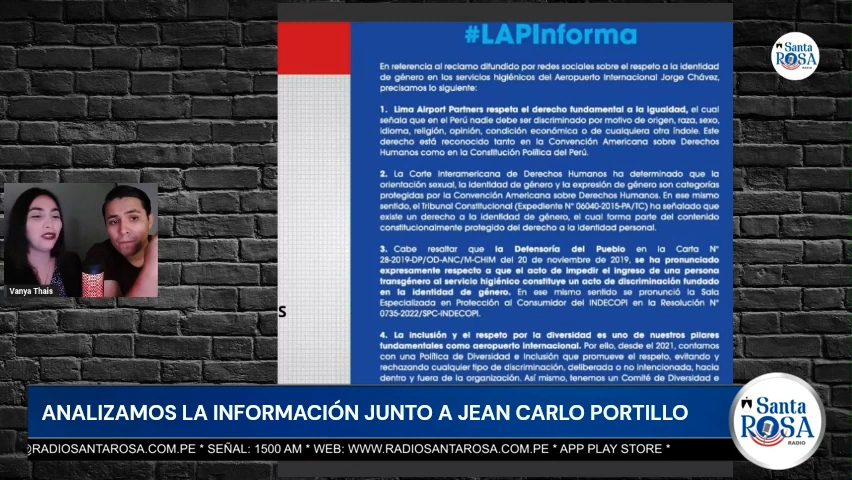 #LAPInforma
En referencia al reclamo difundido por redes sociales sobre el respeto a la identidad
de género en los servicios higiénicos del Aeropuerto Internacional Jorge Chávez,
precisamos lo siguiente:
1. Lima Airport Partners respeta el derecho fundamental a la igualdad, el cual
señala que en el Perú nadie debe ser discriminado por motivo de origen, raza, sexo,
idioma, religión, opinión, condición económica o de cualquiera otra índole. Este
derecho está reconocido tanto en la Convención Americana sobre Derechos
Humanos como en la Constitución Política del Perú.
2. La Corte Interamericana de Derechos Humanos ha determinado que la
orientación sexual, la identidad de género y la expresión de género son categorías
protegidas por la Convención Americana sobre Derechos Humanos. En ese mismo
sentido, el Tribunal Constitucional (Expediente N° 06040-2015-PA/TC) ha señalado que
existe un derecho a la identidad de género, el cual forma parte del contenido
constitucionalmente protegido del derecho a la identidad personal.
3. Cabe resaltar que la Defensoría del Pueblo en la Carta N°
28-2019-DP/OD-ANC/M-CHIM del 20 de noviembre de 2019, se ha pronunciado
expresamente respecto a que el acto de impedir el ingreso de una persona
transgénero al servicio higiénico constituye un acto de discriminación fundado
en la identidad de género. En ese mismo sentido se pronunció la Sala
Especializada en Protección al Consumidor del INDECOPI en la Resolución N°
0735-2022/SPC-INDECOPI.
4. La inclusión y el respeto por la diversidad es uno de nuestros pilares
fundamentales como aeropuerto internacional. Por ello, desde el 2021, contamos
con una Política de Diversidad e Inclusión que promueve el respeto, evitando y
rechazando cualquier tipo de discriminación, deliberada o no intencionada, hacia
dentro y fuera de la organización. Así mismo, tenemos un Comité de Diversidad e
S
Vanya Thais
Santa
ROSA
RADIO
ANALIZAMOS LA INFORMACIÓN JUNTO A JEAN CARLO PORTILLO
Santa
ROSA
RADIO
@RADIOSANTAROSA.COM.PE * SEÑAL: 1500 AM * WEB: WWW.RADIOSANTAROSA.COM.PE * APP PLAY STORE *